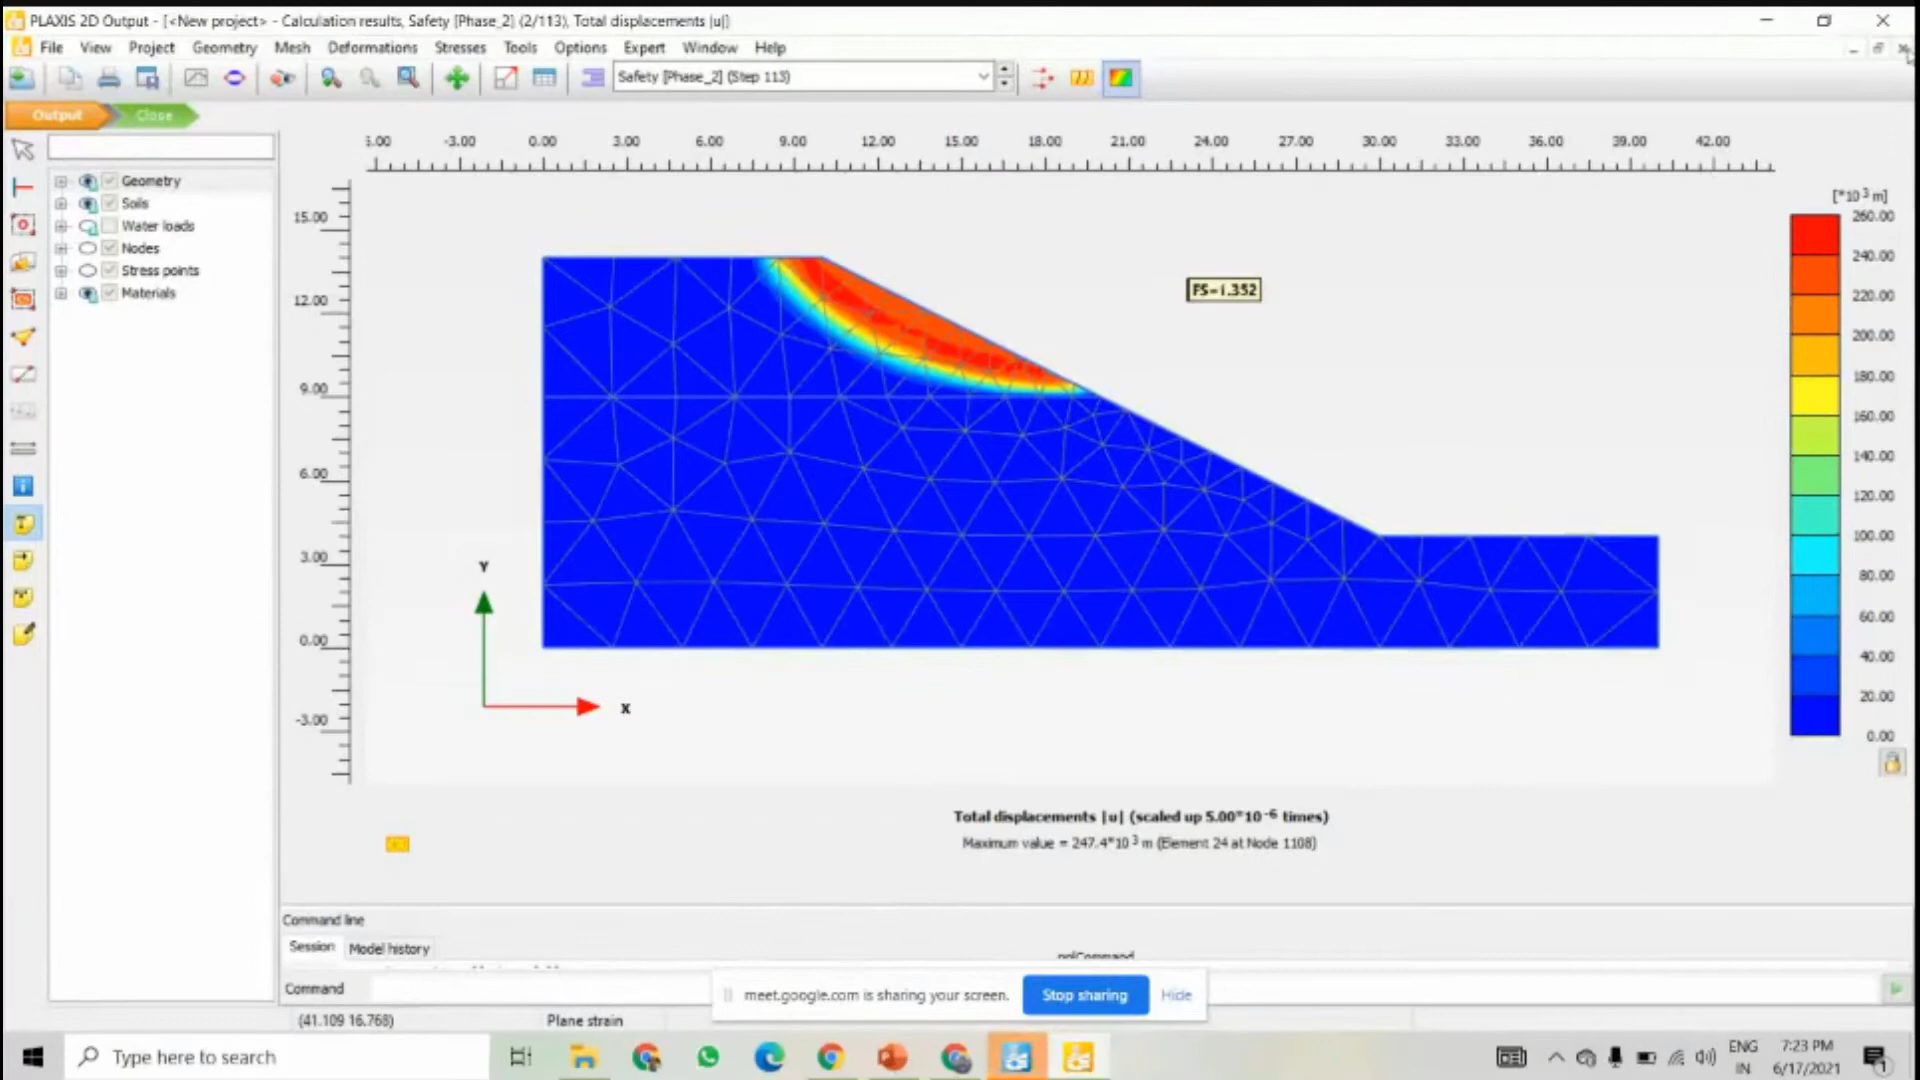 PLAXIS 2D Output - [<New project> - Calculation results, Safety [Phase_2] (2/113), Total displacements |u|]
File View Project Geometry Mesh Deformations Stresses Tools Options Expert Window Help
Safety [Phase_2] (Step 113)
Output Close
-3.00 0.00 3.00 6.00 9.00 12.00 15.00 18.00 21.00 24.00 27.00 30.00 33.00 36.00 39.00 42.00
Geometry
Soils
Water loads
Nodes
Stress points
Materials
15.00
12.00
9.00
6.00
3.00
0.00
-3.00
FS=1.352
Y
X
[*10 3 m]
260.00
240.00
220.00
200.00
180.00
160.00
140.00
120.00
100.00
80.00
60.00
40.00
20.00
0.00
Total displacements |u| (scaled up 5.00*10 -6 times)
Maximum value = 247.4*10 3 m (Element 24 at Node 1108)
Command line
Session Model history
Command
meet.google.com is sharing your screen. Stop sharing Hide
(41.109 16.768) Plane strain
Type here to search
ENG
IN
7:23 PM
6/17/2021
1